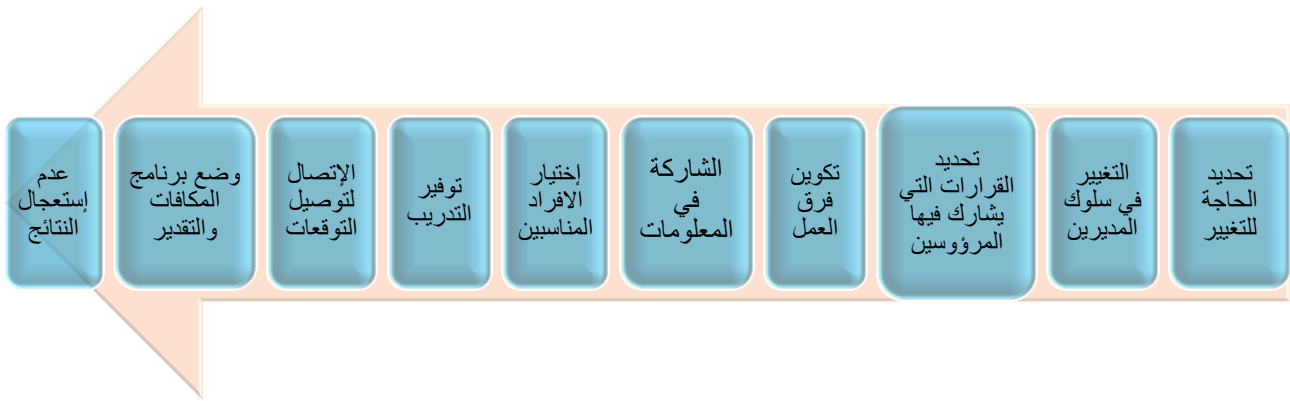 تحديد
الحاجة
للتغيير
التغيير
في سلوك
المديرين
تحديد
القرارات التي
يشارك فيها
المرؤوسين
تكوين
فرق
العمل
الشاركة
في
المعلومات
إختيار
الافراد
المناسبين
توفير
التدريب
الإتصال
لتوصيل
التوقعات
وضع برنامج
المكافات
والتقدير
عدم
إستعجال
النتائج